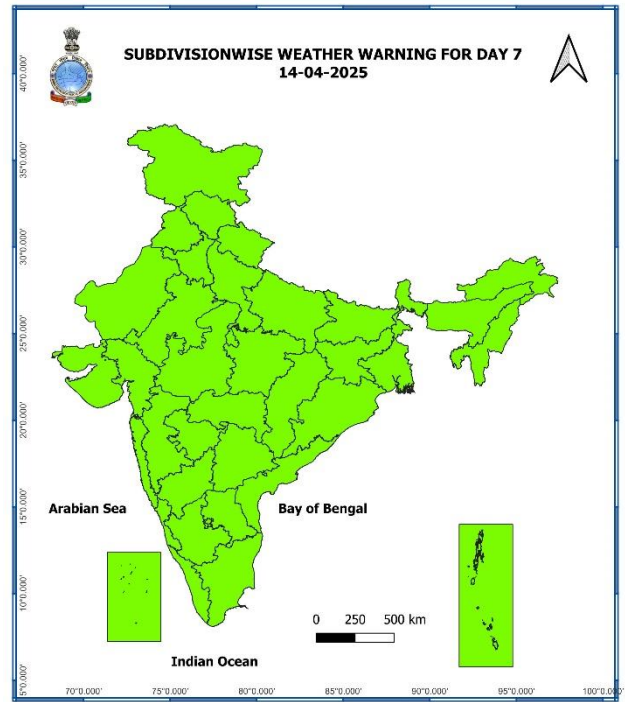 SUBDIVISIONWISE WEATHER WARNING FOR DAY 7
14-04-2025
40°0.000'
35°0.000'
30°0.000'
25°0.000'
20°0.000'
15°0.000'
10°0.000'
5°0.000'
Arabian Sea
Bay of Bengal
0 250 500 km
Indian Ocean
70°0.000' 75°0.000' 80°0.000' 85°0.000' 90°0.000' 95°0.000' 100°0.000'